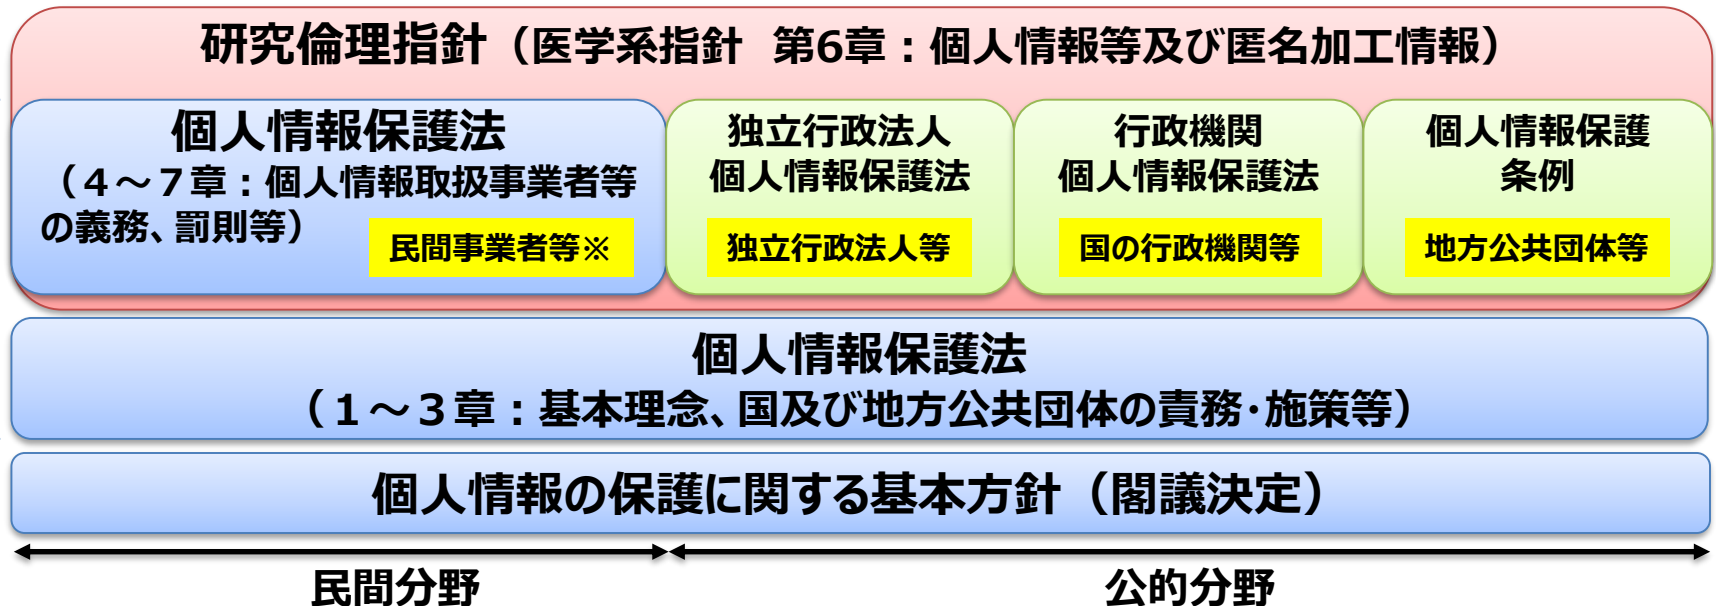 研究倫理指針（医学系指針 第6章：個人情報等及び匿名加工情報）
個人情報保護法
（４～７章：個人情報取扱事業者等
の義務、罰則等）
民間事業者等※
独立行政法人
個人情報保護法
独立行政法人等
行政機関
個人情報保護法
国の行政機関等
個人情報保護
条例
地方公共団体等
個人情報保護法
（１～３章：基本理念、国及び地方公共団体の責務・施策等）
個人情報の保護に関する基本方針（閣議決定）
民間分野
公的分野